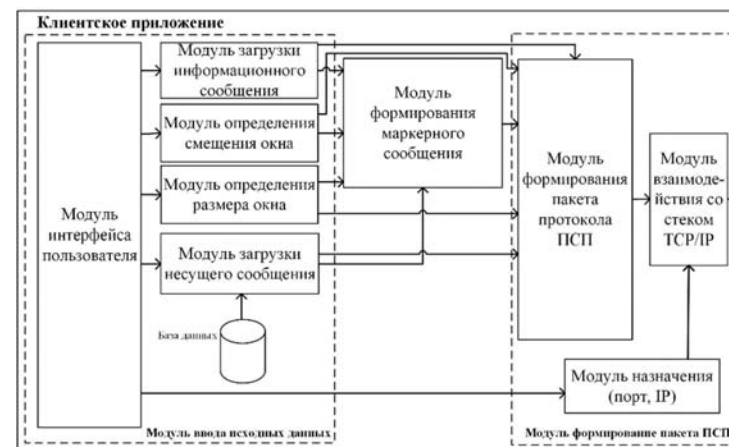 Клиентское приложение
Модуль
интерфейса
пользователя
Модуль загрузки
информационного
сообщения
Модуль определения
смещения окна
Модуль определения
размера окна
Модуль загрузки
несущего сообщения
База данных
Модуль ввода исходных данных
Модуль
формирования
маркерного
сообщения
Модуль
формирования
пакета
протокола
ПСП
Модуль
взаимодей-
ствия со
стеком
TCP/IP
Модуль назначения
(порт, IP)
Модуль формирование пакета ПСП